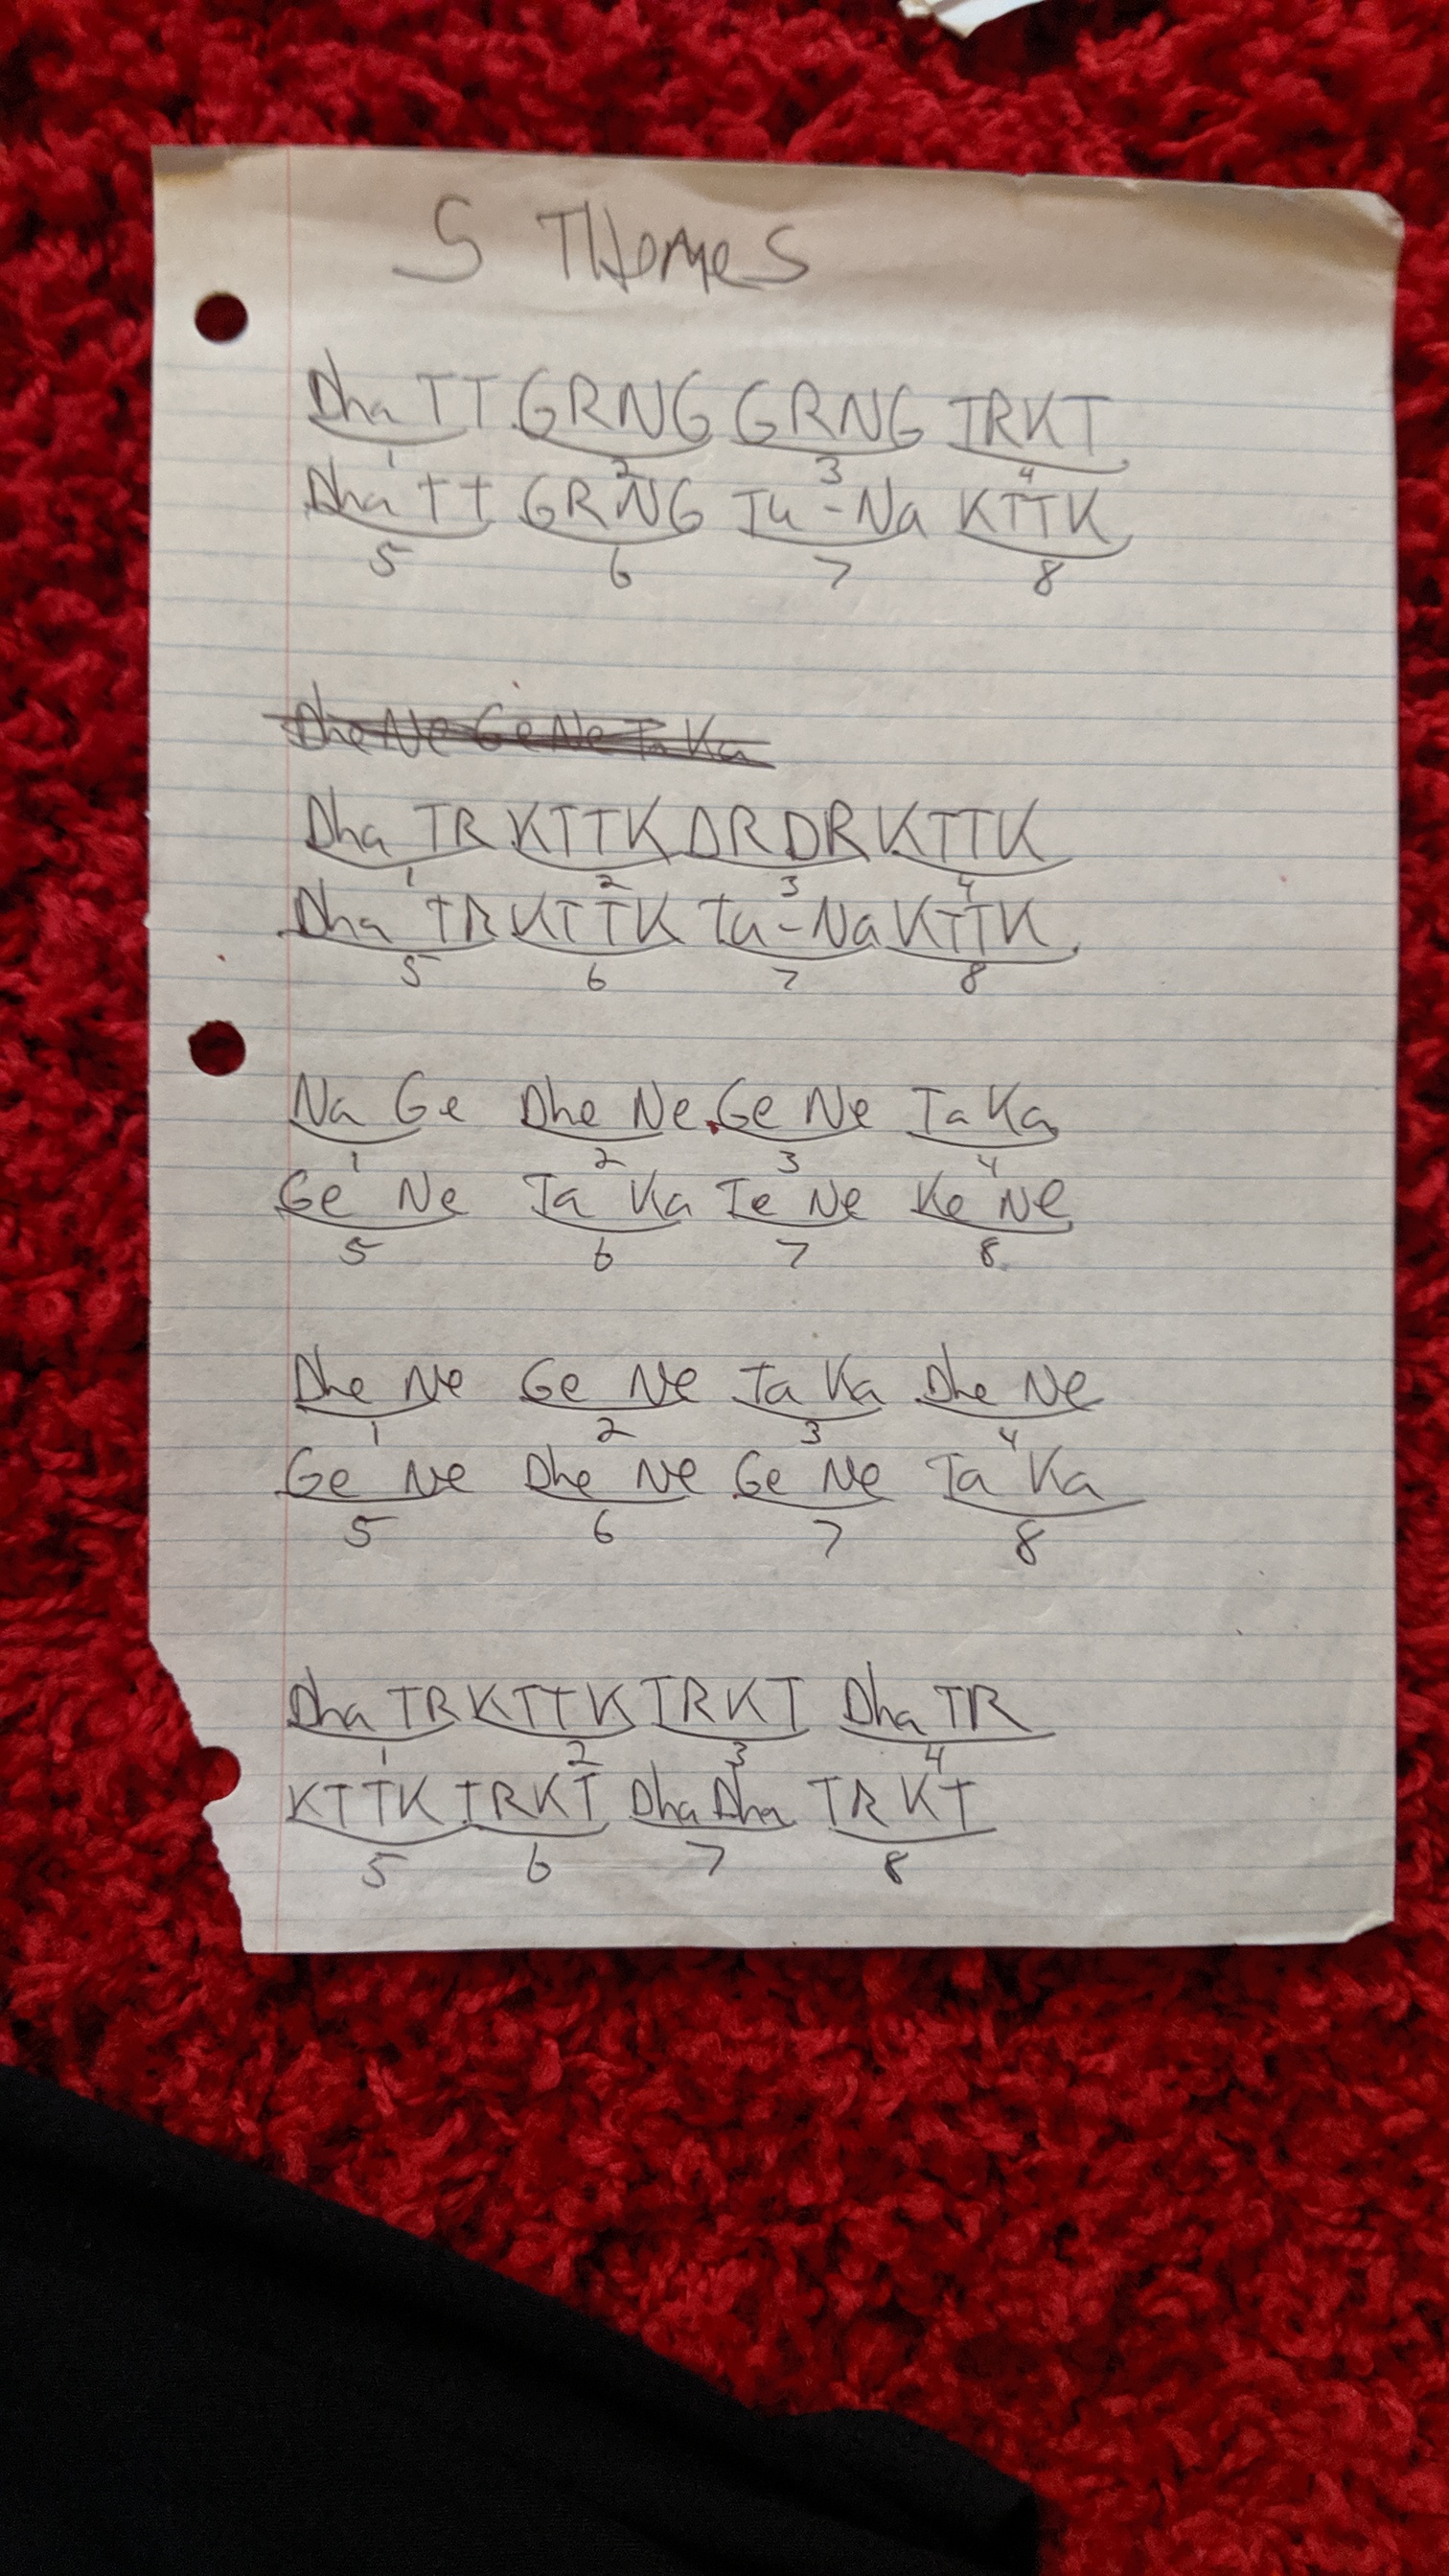 5 THemes
Dha TT GRNG GRNG TRKT
1 2 3 4
Dha TT GRNG Tu-Na KTTK
5 6 7 8
Dhe Ne Ge Ne Ta Ka
Dha TR KTTK DRDR KTTK
1 2 3 4
Dha TR KTTK Tu-Na KTTK
5 6 7 8
Na Ge Dhe Ne Ge Ne Ta Ka
1 2 3 4
Ge Ne Ta Ka Te Ne Ke Ne
5 6 7 8
Dhe Ne Ge Ne Ta Ka Dhe Ne
1 2 3 4
Ge Ne Dhe Ne Ge Ne Ta Ka
5 6 7 8
Dha TR KTTK TRKT Dha TR
1 2 3 4
KTTK TRKT Dha Dha TRKT
5 6 7 8